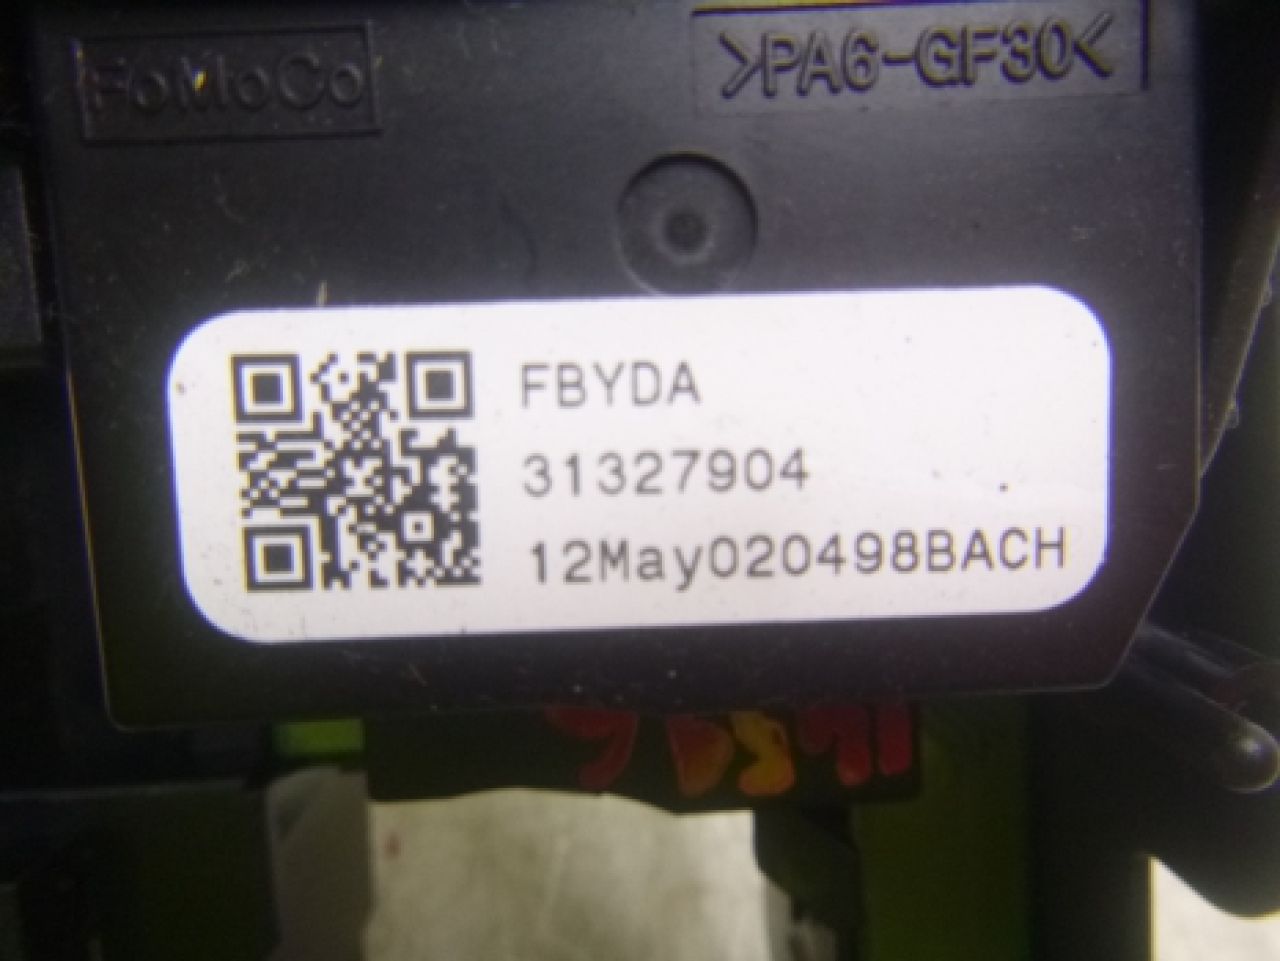 FoMoCo
>PA6-GF30<
FBYDA
31327904
12May020498BACH